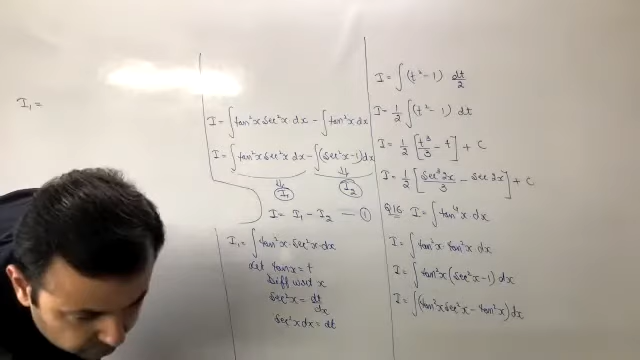 I₁ =
I = ∫tan²x sec²x dx − ∫tan²x dx
I = ∫tan²x sec²x dx − ∫(sec²x−1)dx
I₁ I₂
I = I₁ − I₂ — ①
I₁ = ∫tan²x·sec²x·dx
Let tanx = t
Diff w.r.t x
sec²x = dt/dx
sec²x dx = dt
I = ∫(t²−1) dt/2
I = 1/2 ∫(t²−1) dt
I = 1/2 [t³/3 − t] + C
I = 1/2 [sec³2x/3 − sec 2x] + C
Q16. I = ∫tan⁴x dx
I = ∫tan²x·tan²x dx
I = ∫tan²x(sec²x−1) dx
I = ∫(tan²x sec²x − tan²x)dx